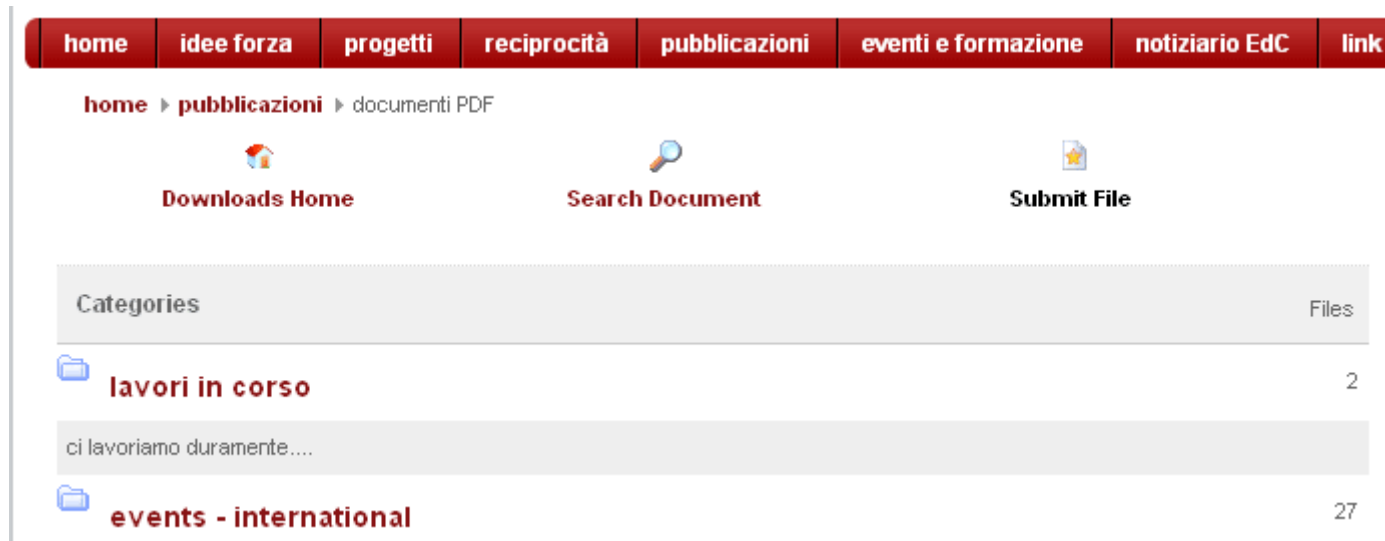 home idee forza progetti reciprocità pubblicazioni eventi e formazione notiziario EdC link
home pubblicazioni documenti PDF
Downloads Home Search Document Submit File
Categories Files
lavori in corso 2
ci lavoriamo duramente....
events - international 27